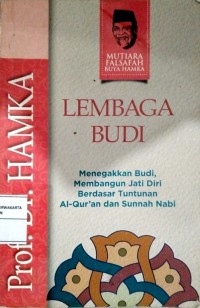 MUTIARA
FALSAFAH
BUYA HAMKA
LEMBAGA
BUDI
Menegakkan Budi,
Membangun Jati Diri
Berdasar Tuntunan
Al-Qur'an dan Sunnah Nabi
Prof. Dr. HAMKA